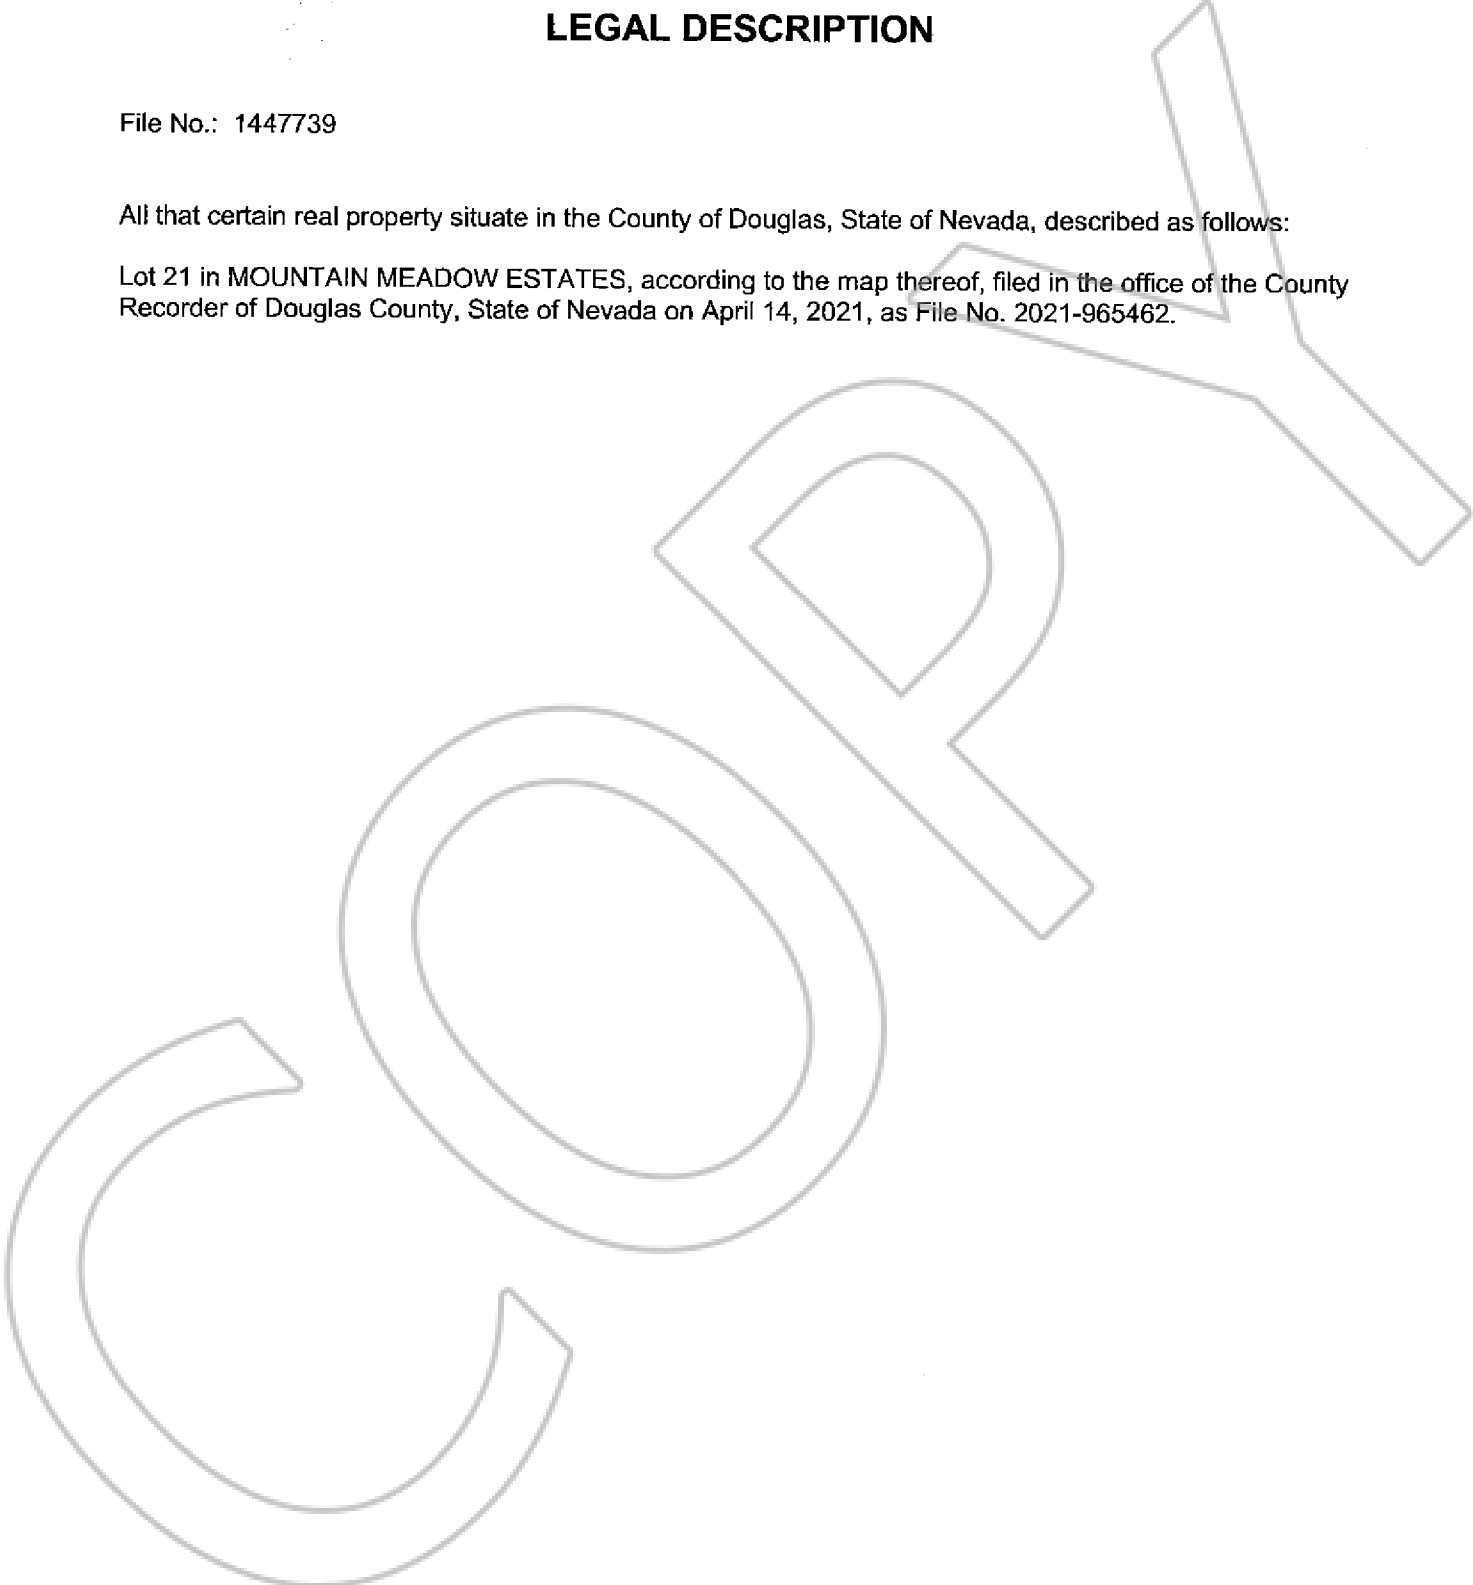 LEGAL DESCRIPTION
File No.: 1447739
All that certain real property situate in the County of Douglas, State of Nevada, described as follows:
Lot 21 in MOUNTAIN MEADOW ESTATES, according to the map thereof, filed in the office of the County
Recorder of Douglas County, State of Nevada on April 14, 2021, as File No. 2021-965462.
COPY